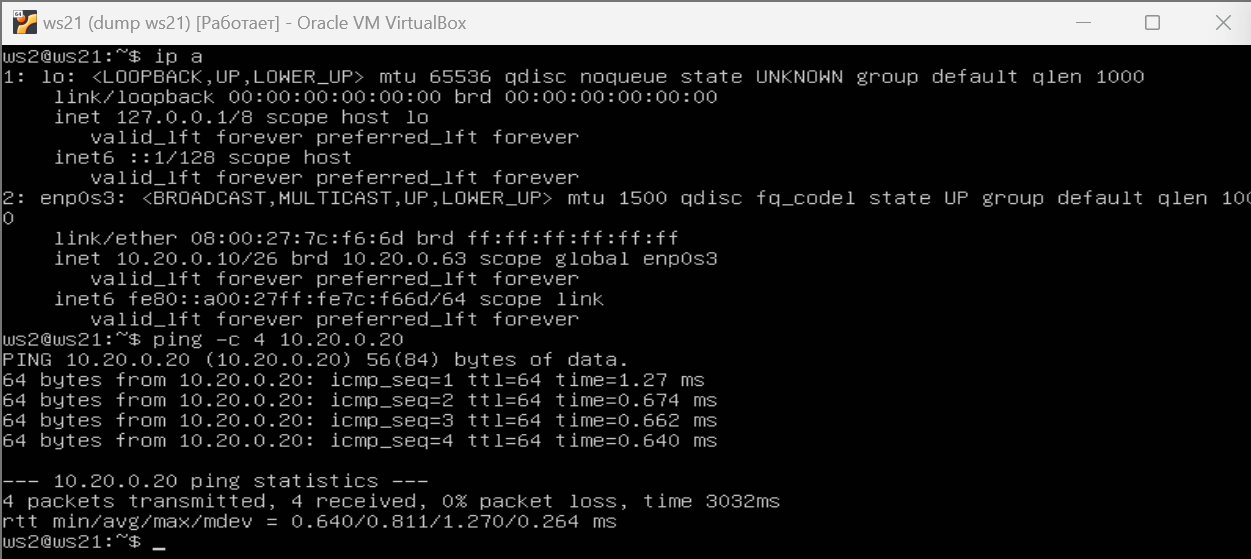 64
ws21 (dump ws21) [Работает] - Oracle VM VirtualBox
ws2@ws21:~$ ip a
1: lo: <LOOPBACK,UP,LOWER_UP> mtu 65536 qdisc noqueue state UNKNOWN group default qlen 1000
    link/loopback 00:00:00:00:00:00 brd 00:00:00:00:00:00
    inet 127.0.0.1/8 scope host lo
       valid_lft forever preferred_lft forever
    inet6 ::1/128 scope host
       valid_lft forever preferred_lft forever
2: enp0s3: <BROADCAST,MULTICAST,UP,LOWER_UP> mtu 1500 qdisc fq_codel state UP group default qlen 100
0
    link/ether 08:00:27:7c:f6:6d brd ff:ff:ff:ff:ff:ff
    inet 10.20.0.10/26 brd 10.20.0.63 scope global enp0s3
       valid_lft forever preferred_lft forever
    inet6 fe80::a00:27ff:fe7c:f66d/64 scope link
       valid_lft forever preferred_lft forever
ws2@ws21:~$ ping -c 4 10.20.0.20
PING 10.20.0.20 (10.20.0.20) 56(84) bytes of data.
64 bytes from 10.20.0.20: icmp_seq=1 ttl=64 time=1.27 ms
64 bytes from 10.20.0.20: icmp_seq=2 ttl=64 time=0.674 ms
64 bytes from 10.20.0.20: icmp_seq=3 ttl=64 time=0.662 ms
64 bytes from 10.20.0.20: icmp_seq=4 ttl=64 time=0.640 ms
--- 10.20.0.20 ping statistics ---
4 packets transmitted, 4 received, 0% packet loss, time 3032ms
rtt min/avg/max/mdev = 0.640/0.811/1.270/0.264 ms
ws2@ws21:~$ _